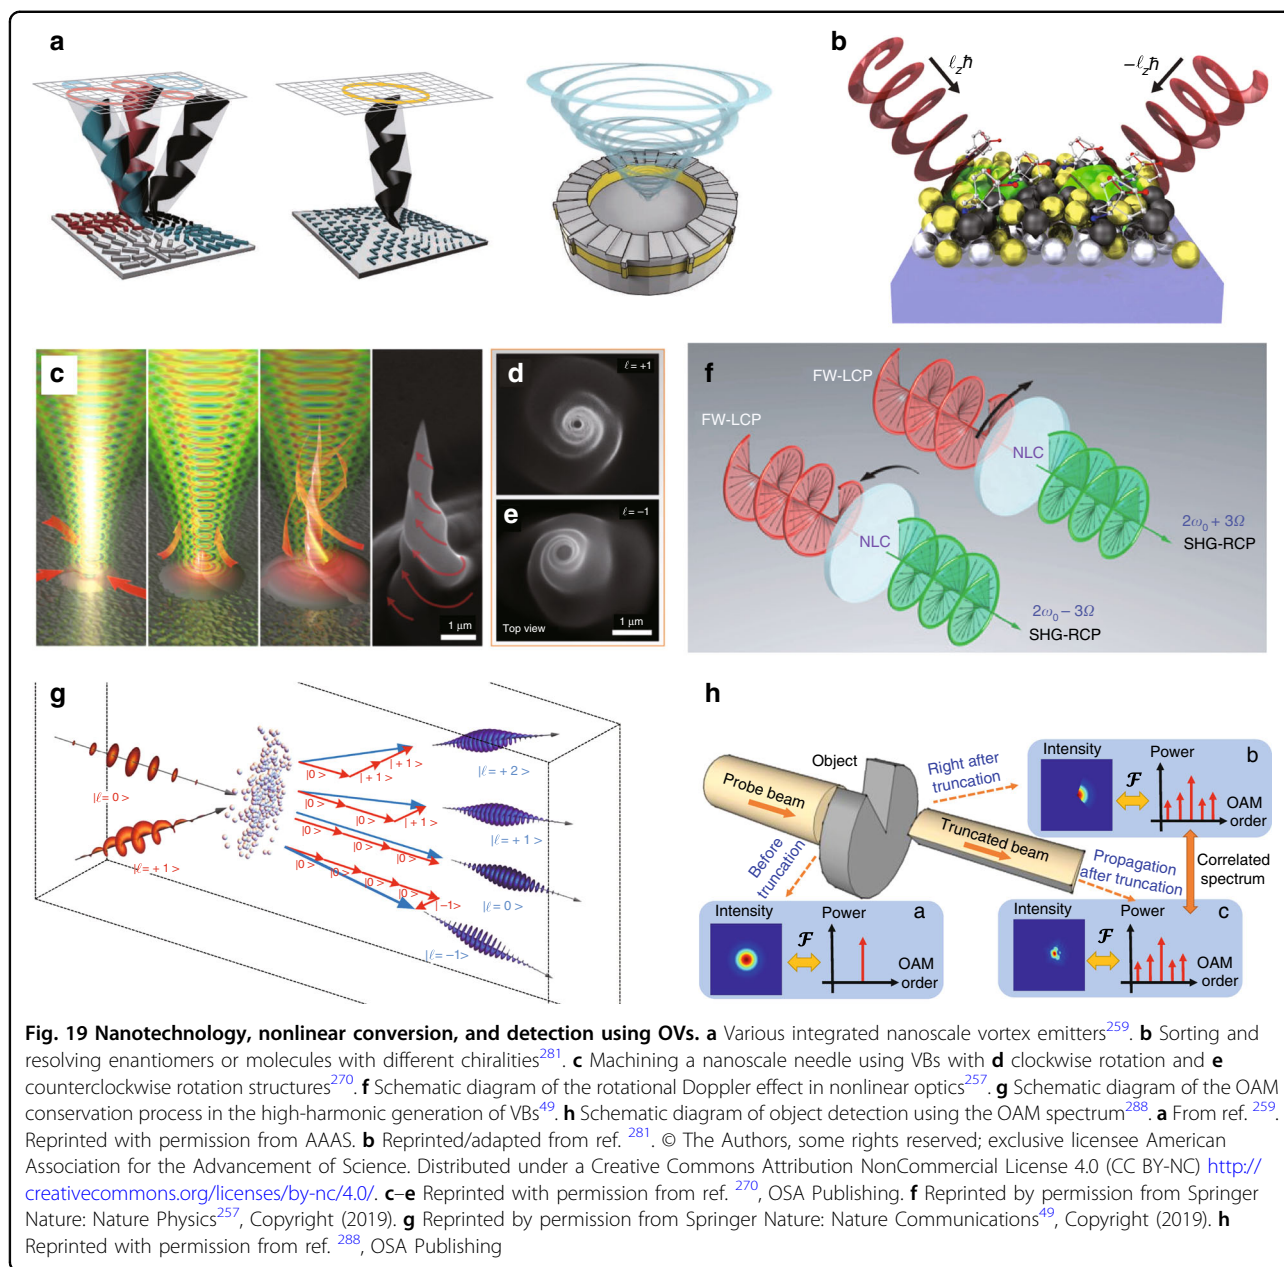 a
b
ℓzħ
−ℓzħ
c
1 μm
d
ℓ = +1
e
ℓ = −1
Top view
1 μm
f
FW-LCP
FW-LCP
NLC
NLC
2ω0 + 3Ω
SHG-RCP
2ω0 − 3Ω
SHG-RCP
g
|ℓ= 0>
|ℓ= + 1>
|0 >
|+ 1>
|+ 1>
|ℓ= + 2>
|0>
|0>
|+ 1>
|ℓ= + 1>
|0>
|0>
|0>
|ℓ= 0>
|0>
|0>
|0>
|0>
|−1>
|ℓ= −1>
h
Object
Probe beam
Right after
truncation
Truncated beam
Before
truncation
Propagation
after truncation
Intensity
Power
b
ℱ
OAM
order
Correlated
spectrum
Intensity
Power
a
ℱ
OAM
order
Intensity
Power
c
ℱ
OAM
order
Fig. 19 Nanotechnology, nonlinear conversion, and detection using OVs. a Various integrated nanoscale vortex emitters259. b Sorting and
resolving enantiomers or molecules with different chiralities281. c Machining a nanoscale needle using VBs with d clockwise rotation and e
counterclockwise rotation structures270. f Schematic diagram of the rotational Doppler effect in nonlinear optics257. g Schematic diagram of the OAM
conservation process in the high-harmonic generation of VBs49. h Schematic diagram of object detection using the OAM spectrum288. a From ref. 259.
Reprinted with permission from AAAS. b Reprinted/adapted from ref. 281. © The Authors, some rights reserved; exclusive licensee American
Association for the Advancement of Science. Distributed under a Creative Commons Attribution NonCommercial License 4.0 (CC BY-NC) http://
creativecommons.org/licenses/by-nc/4.0/. c–e Reprinted with permission from ref. 270, OSA Publishing. f Reprinted by permission from Springer
Nature: Nature Physics257, Copyright (2019). g Reprinted by permission from Springer Nature: Nature Communications49, Copyright (2019). h
Reprinted with permission from ref. 288, OSA Publishing